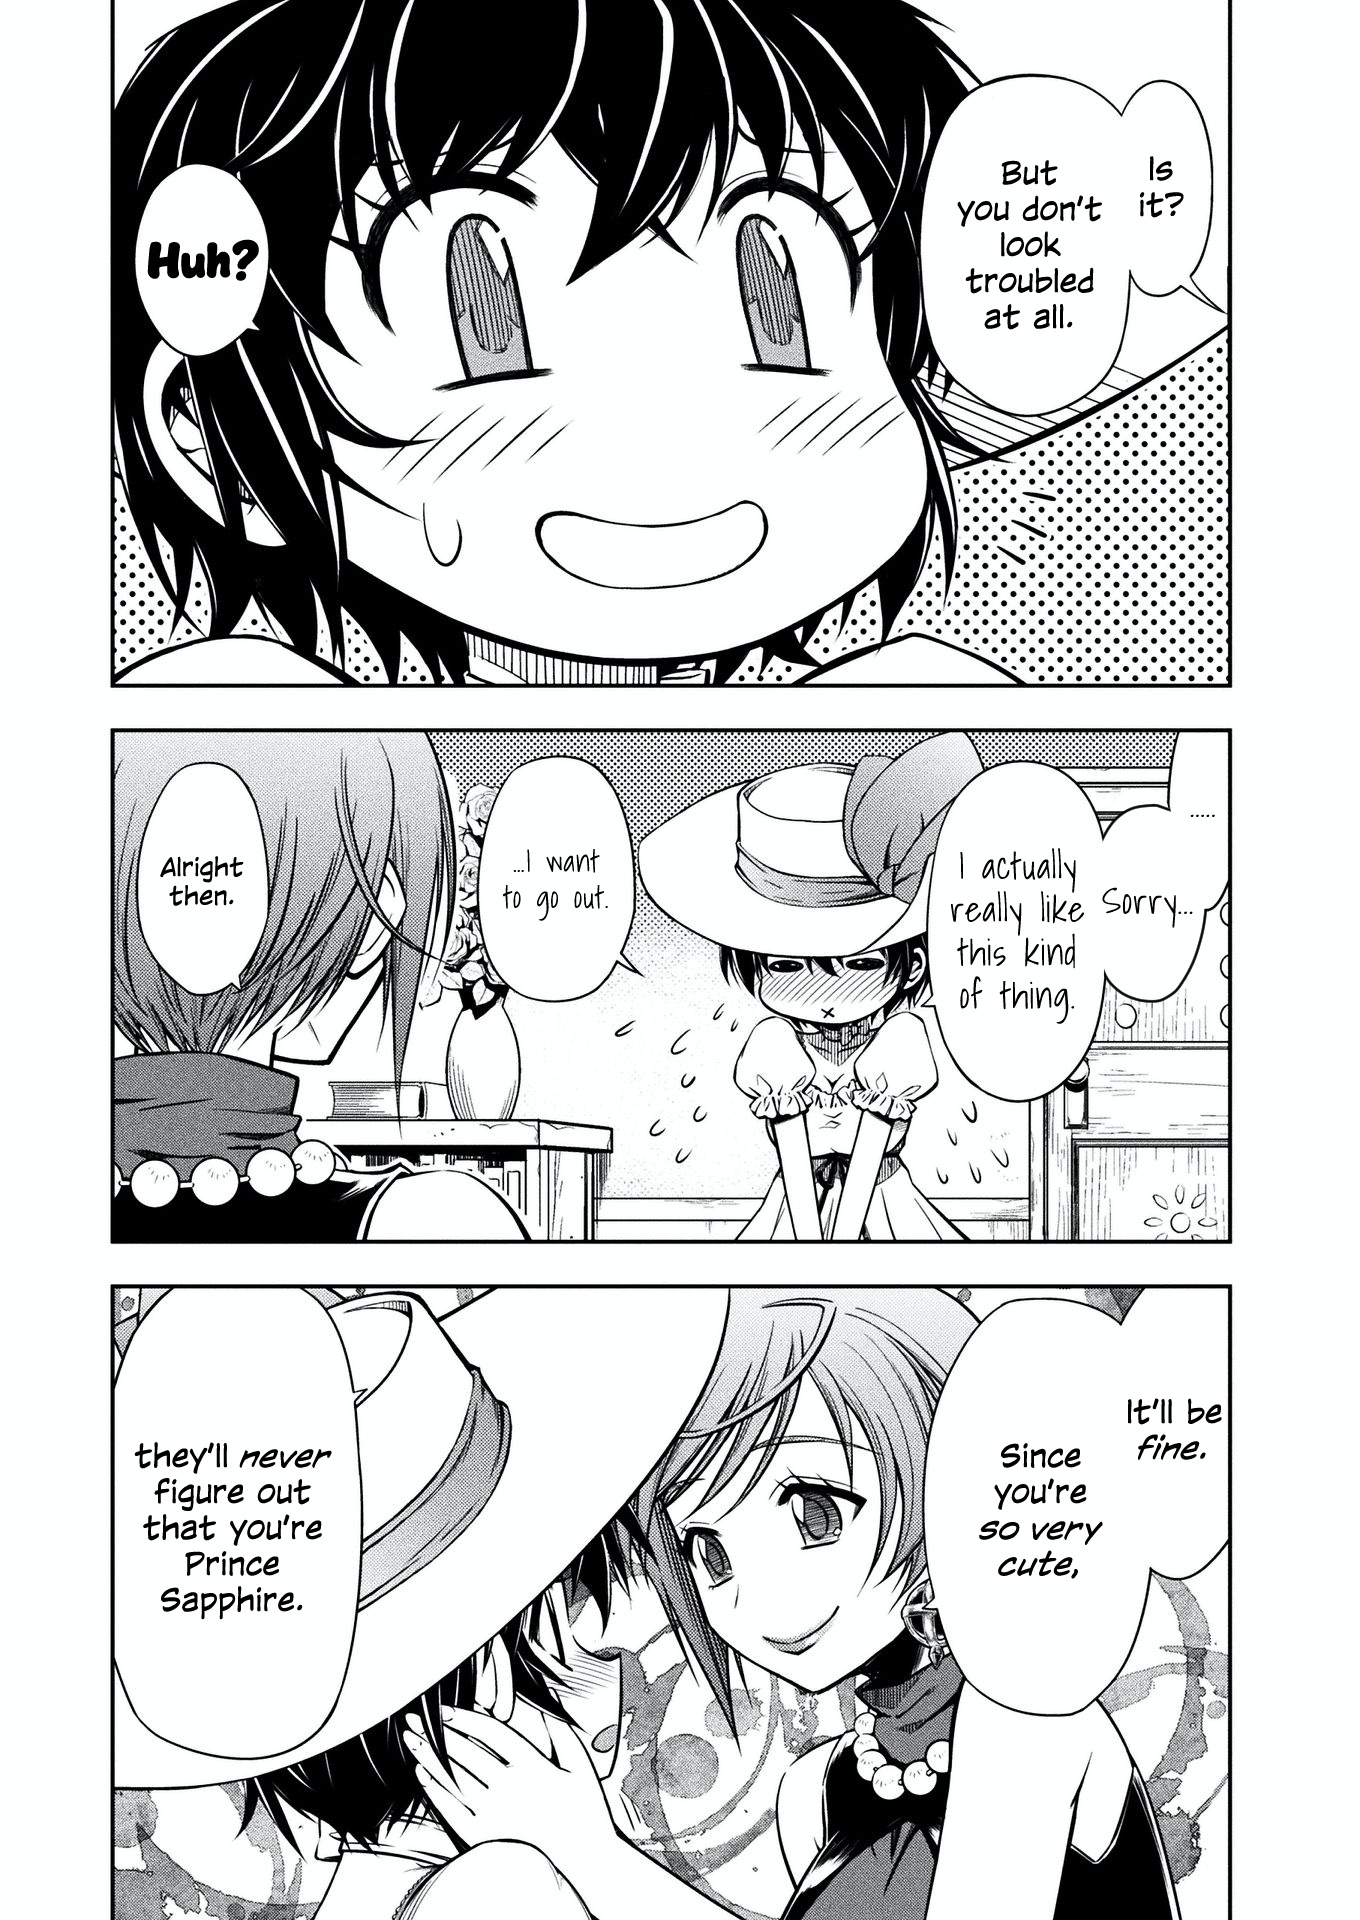 Is
it?
But
you don't
look
troubled
at all.
Huh?
.....
Sorry...
I actually
really like
this kind
of thing.
...I want
to go out.
Alright
then.
It'll be
fine.
Since
you're
so very
cute,
they'll never
figure out
that you're
Prince
Sapphire.